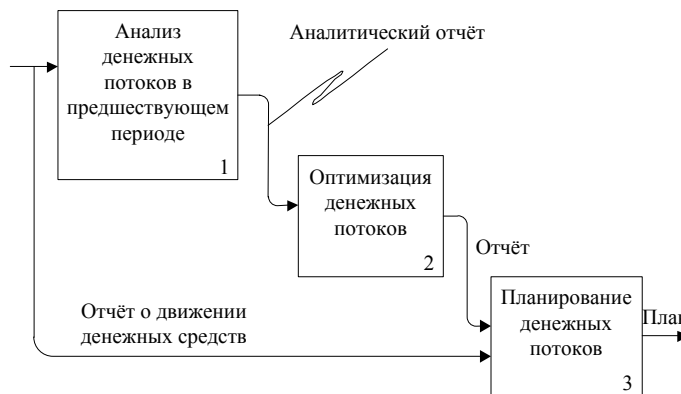 Анализ
денежных
потоков в
предшествующем
периоде
1
Аналитический отчёт
Оптимизация
денежных
потоков
2
Отчёт
Отчёт о движении
денежных средств
Планирование
денежных
потоков
3
План